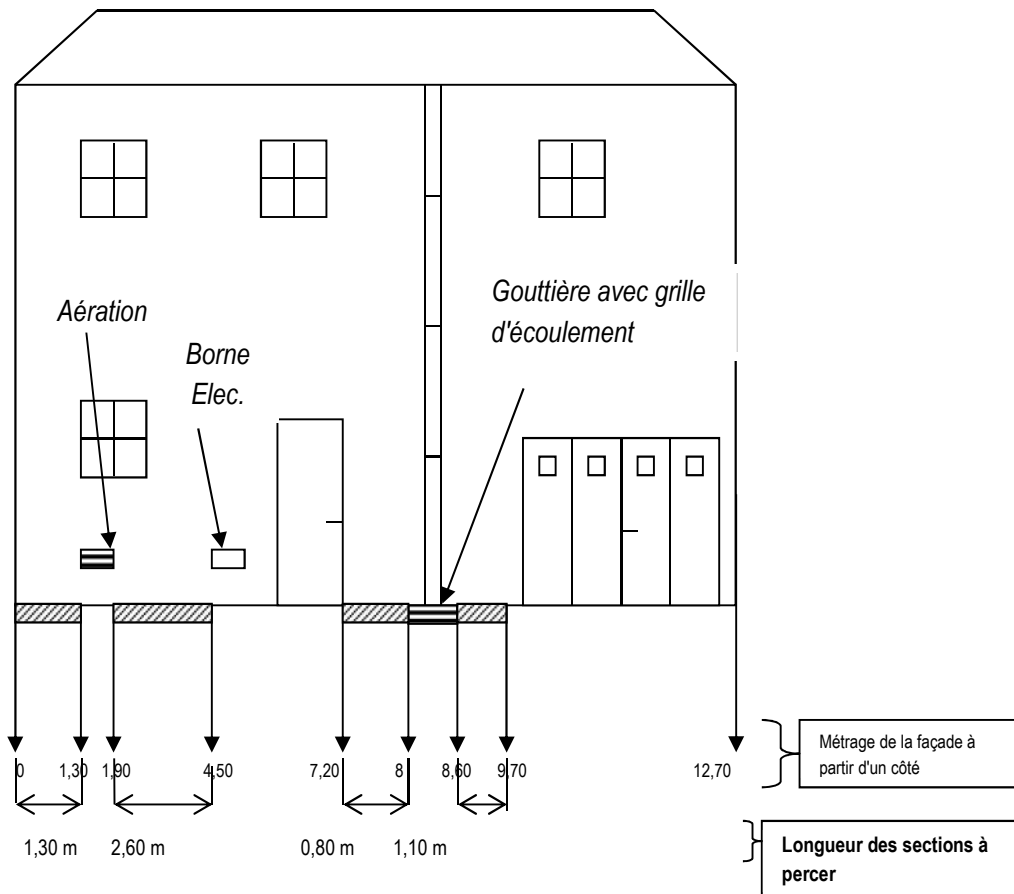 Aération
Borne
Elec.
Gouttière avec grille
d'écoulement
0 1,30 1,90 4,50 7,20 8 8,60 9,70 12,70
Métrage de la façade à
partir d'un côté
1,30 m 2,60 m 0,80 m 1,10 m
Longueur des sections à
percer